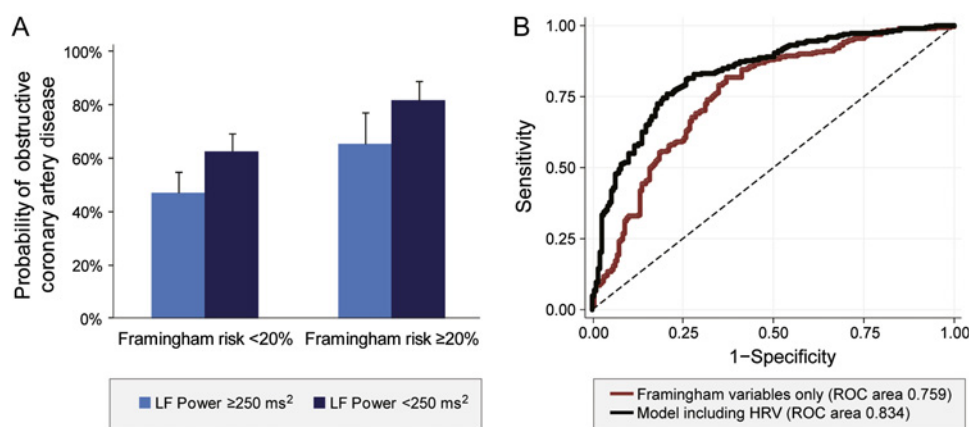 A
Probability of obstructive
coronary artery disease
100%
80%
60%
40%
20%
0%
Framingham risk <20%
Framingham risk ≥20%
LF Power ≥250 ms²
LF Power <250 ms²
B
Sensitivity
1.00
0.75
0.50
0.25
0.00
0.00
0.25
0.50
0.75
1.00
1−Specificity
Framingham variables only (ROC area 0.759)
Model including HRV (ROC area 0.834)